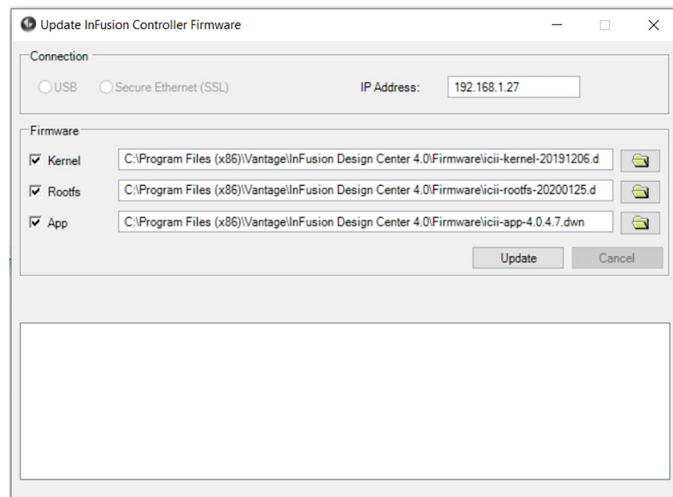 Update InFusion Controller Firmware
Connection
USB Secure Ethernet (SSL) IP Address: 192.168.1.27
Firmware
Kernel C:\Program Files (x86)\Vantage\InFusion Design Center 4.0\Firmware\icii-kernel-20191206.d
Rootfs C:\Program Files (x86)\Vantage\InFusion Design Center 4.0\Firmware\icii-rootfs-20200125.d
App C:\Program Files (x86)\Vantage\InFusion Design Center 4.0\Firmware\icii-app-4.0.4.7.dwn
Update Cancel